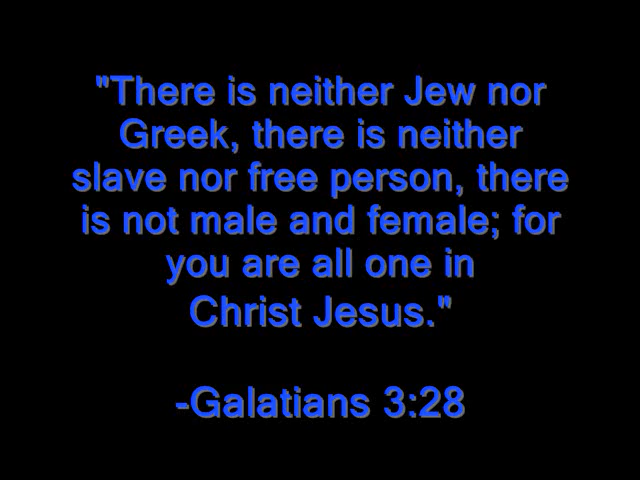 "There is neither Jew nor
Greek, there is neither
slave nor free person, there
is not male and female; for
you are all one in
Christ Jesus."
-Galatians 3:28